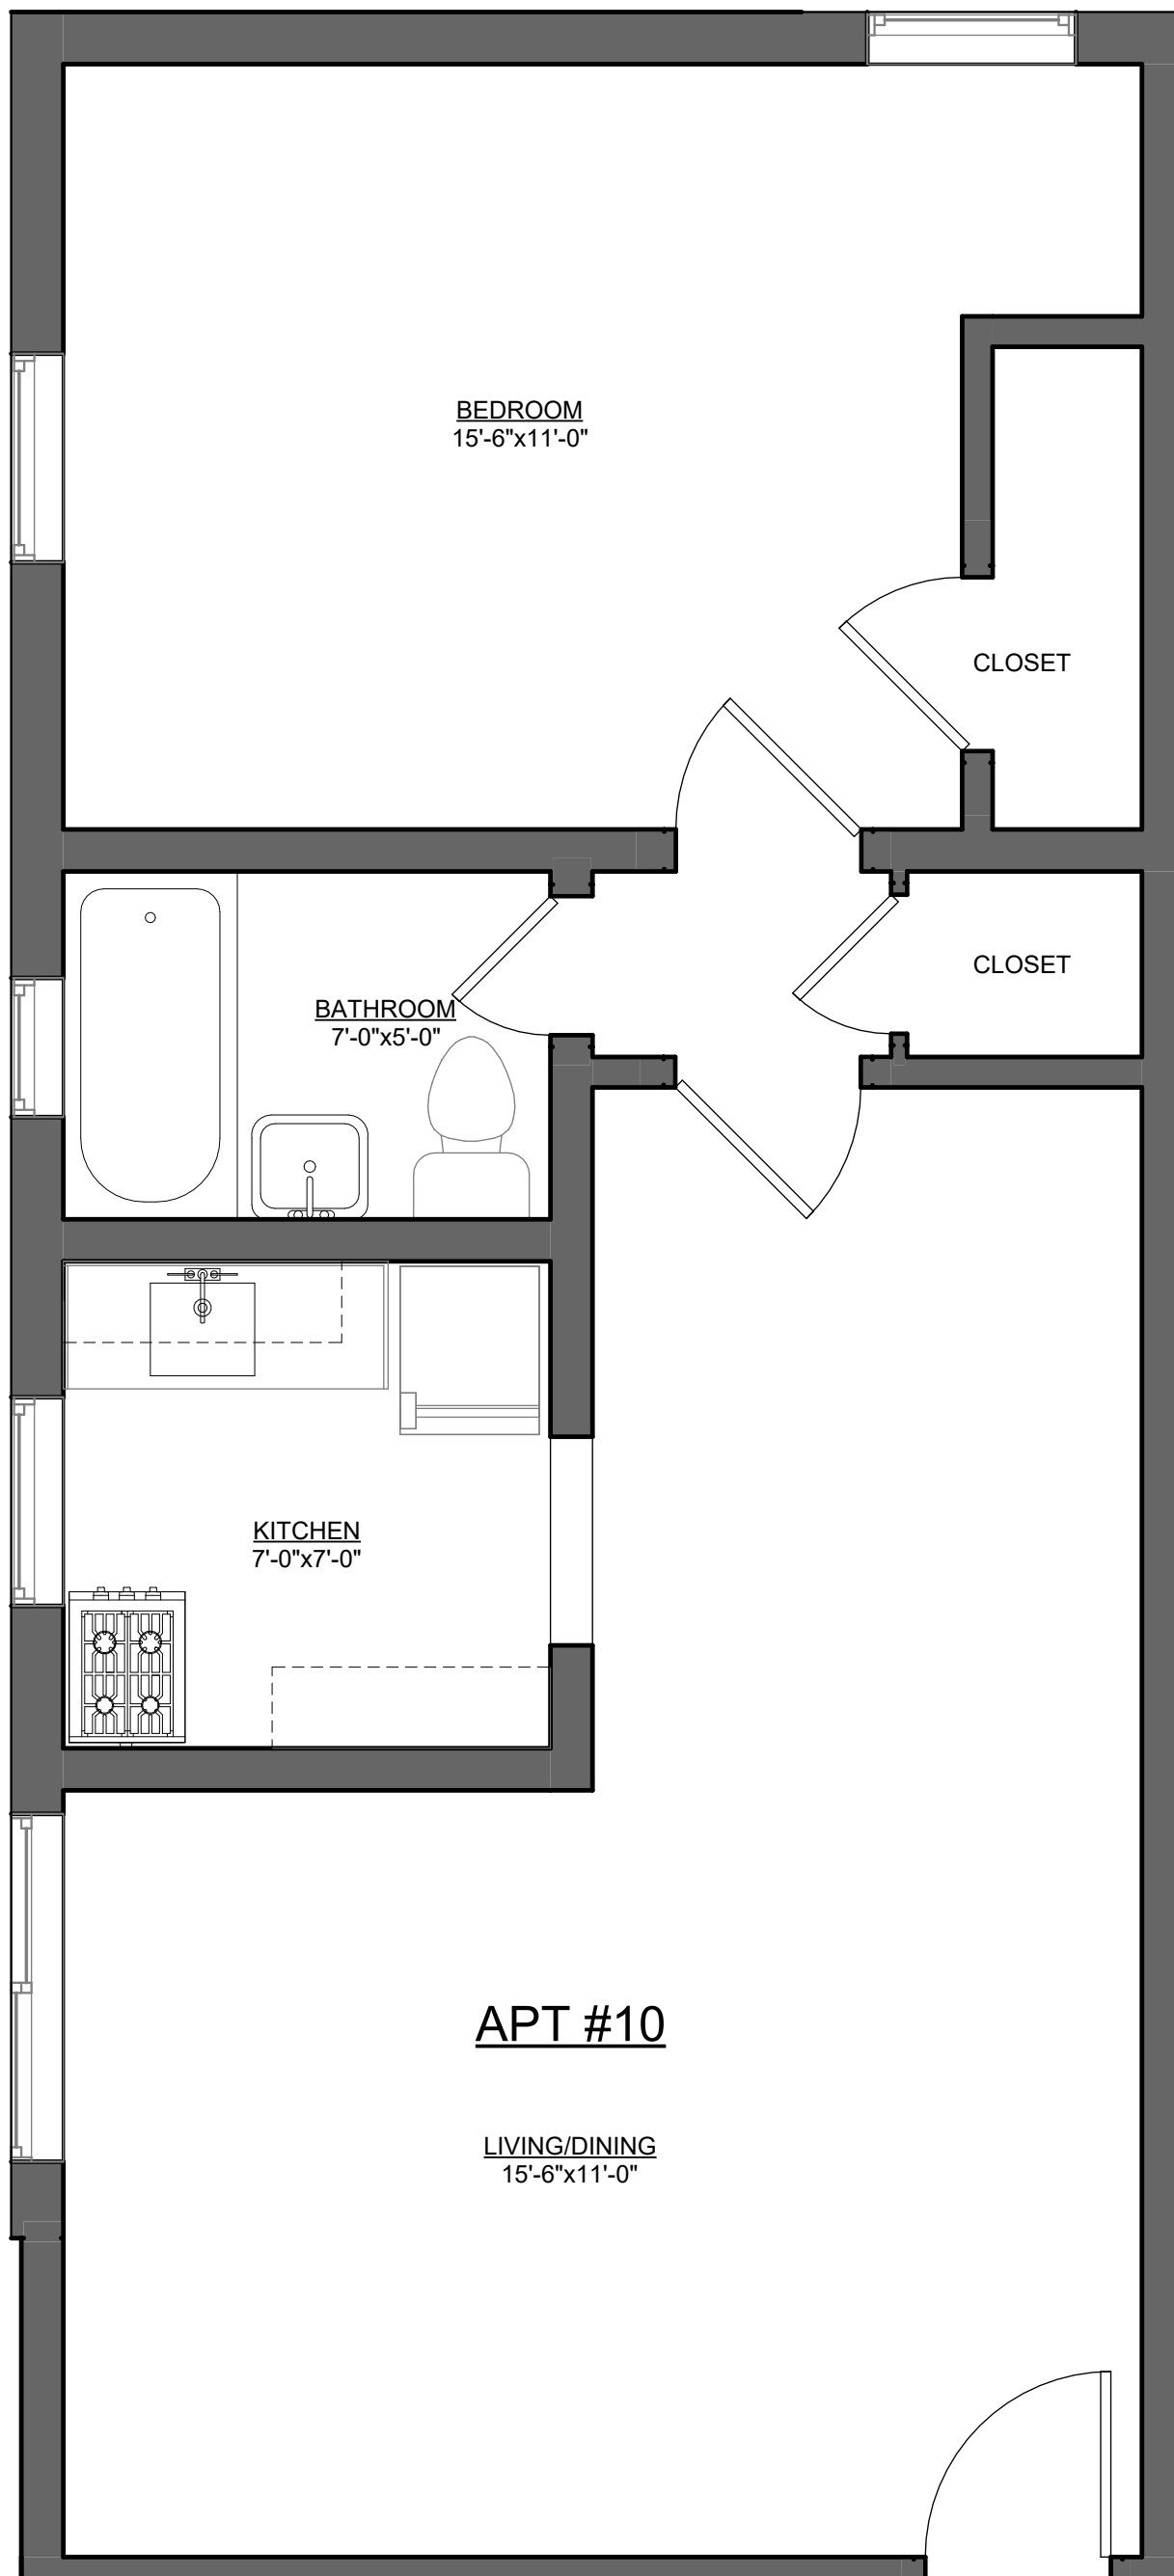 BEDROOM
15'-6"x11'-0"
CLOSET
CLOSET
BATHROOM
7'-0"x5'-0"
KITCHEN
7'-0"x7'-0"
APT #10
LIVING/DINING
15'-6"x11'-0"